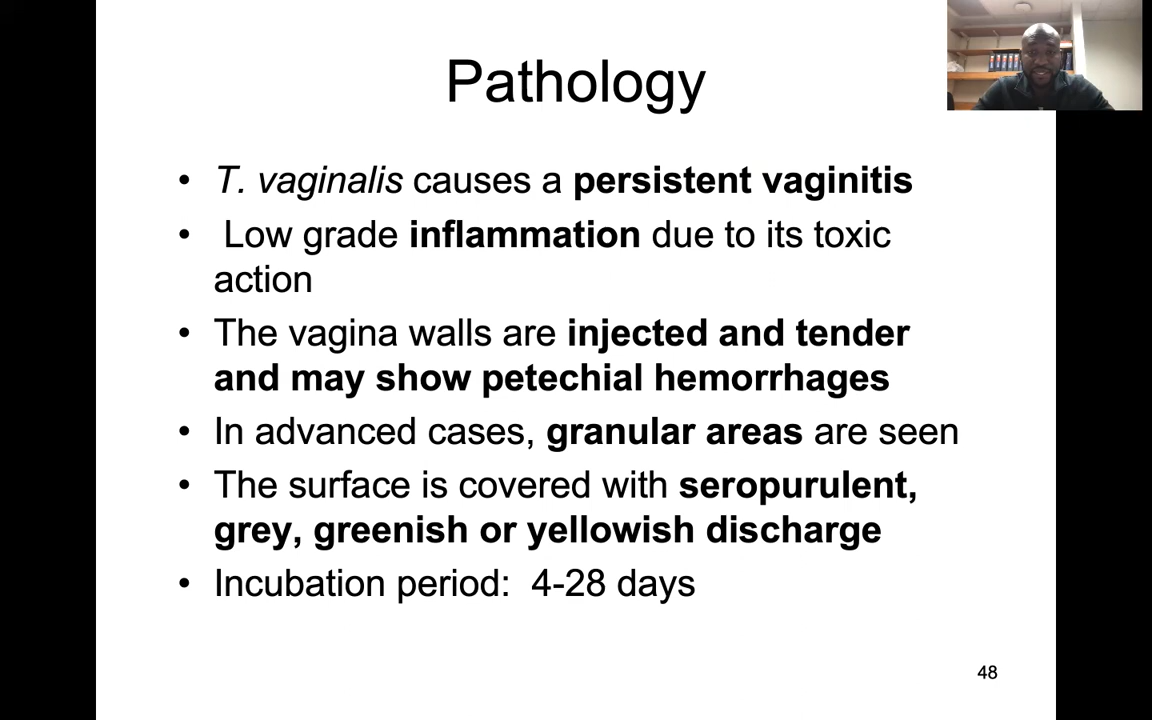 Pathology
• T. vaginalis causes a persistent vaginitis
• Low grade inflammation due to its toxic
action
• The vagina walls are injected and tender
and may show petechial hemorrhages
• In advanced cases, granular areas are seen
• The surface is covered with seropurulent,
grey, greenish or yellowish discharge
• Incubation period: 4-28 days
48